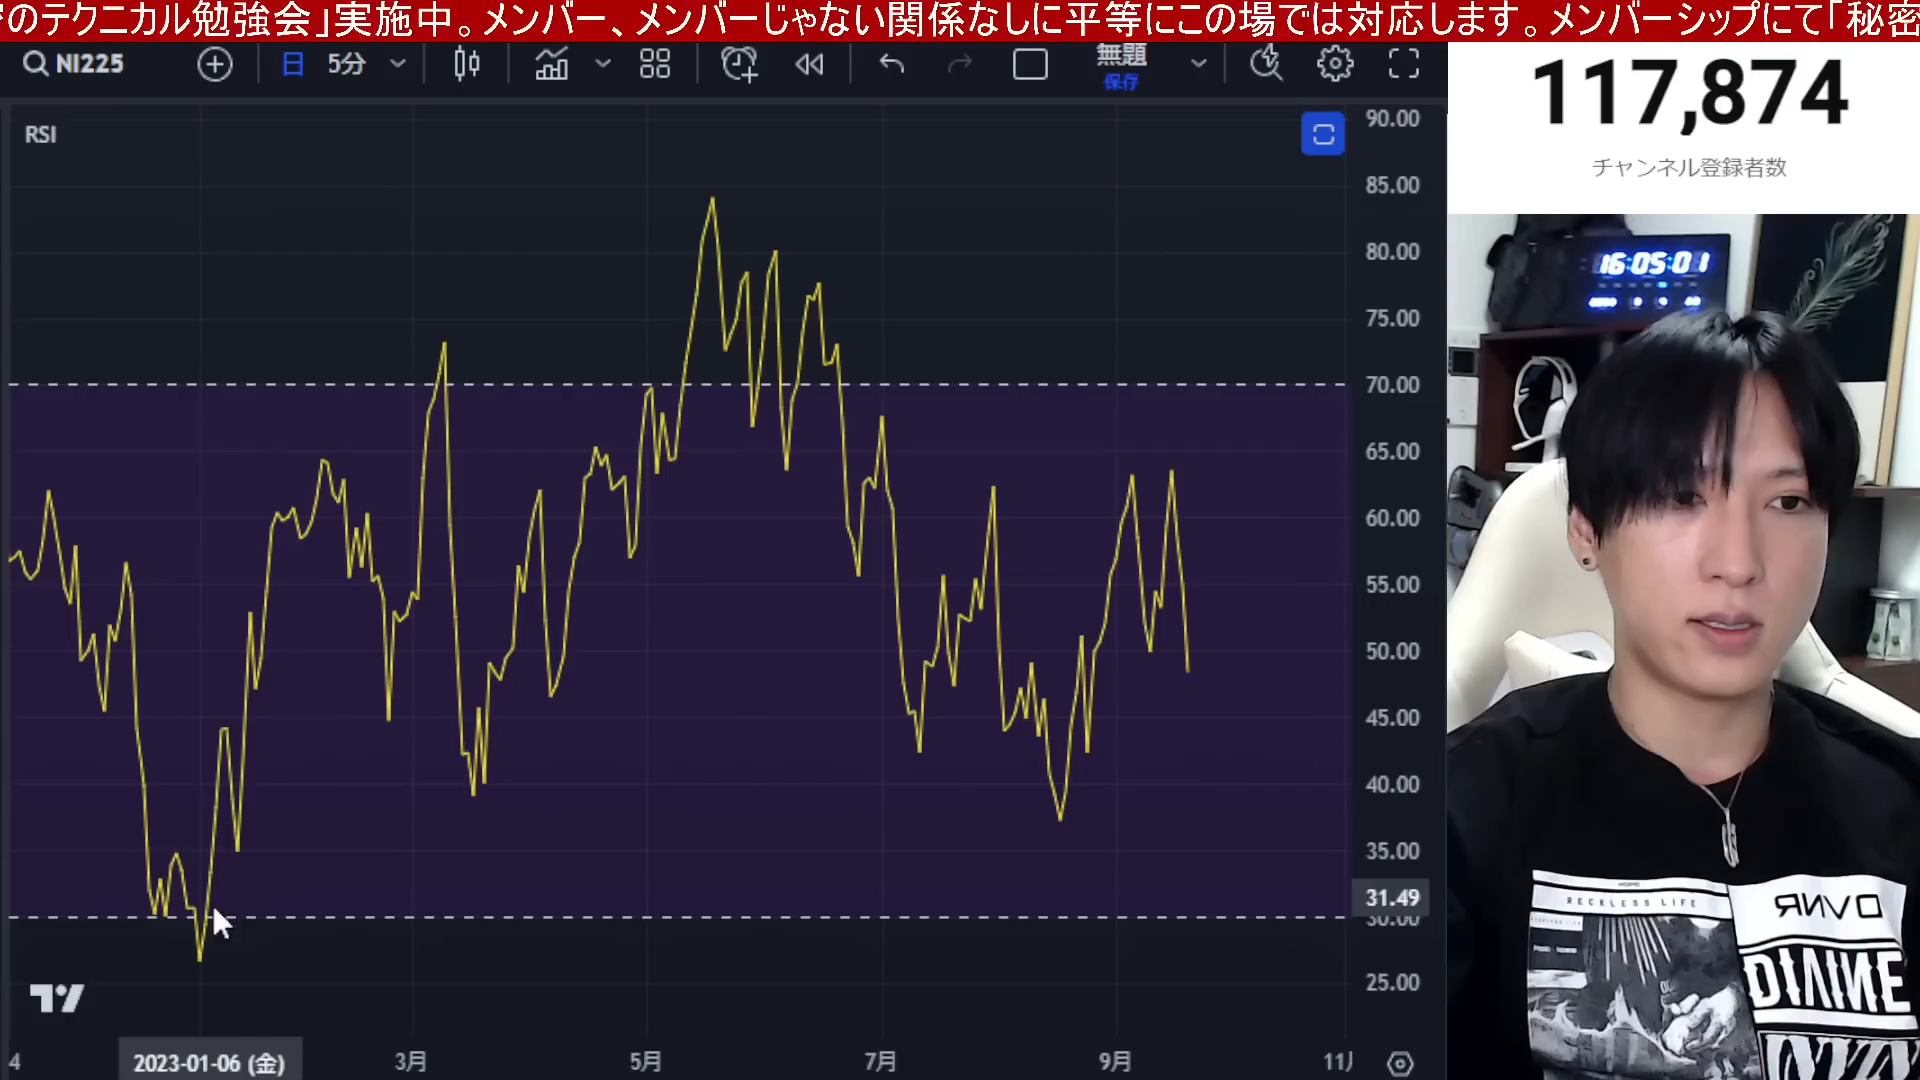 のテクニカル勉強会」実施中。メンバー、メンバーじゃない関係なしに平等にこの場では対応します。メンバーシップにて「秘密
NI225
日
5分
無題
保存
117,874
チャンネル登録者数
RSI
90.00
85.00
80.00
75.00
70.00
65.00
60.00
55.00
50.00
45.00
40.00
35.00
31.49
30.00
25.00
4
2023-01-06 (金)
3月
5月
7月
9月
16:05:01
RECKLESS LIFE
DVNR